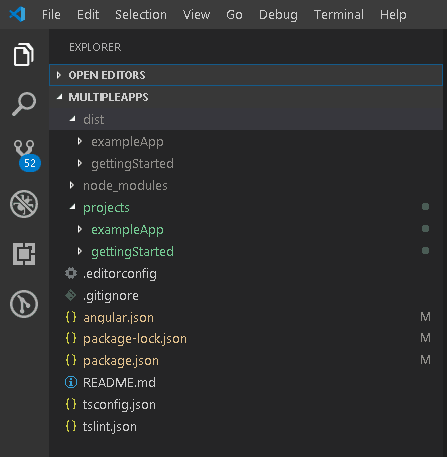 File Edit Selection View Go Debug Terminal Help
EXPLORER
OPEN EDITORS
MULTIPLEAPPS
dist
exampleApp
gettingStarted
node_modules
projects
exampleApp
gettingStarted
.editorconfig
.gitignore
{} angular.json M
{} package-lock.json M
{} package.json M
README.md
{} tsconfig.json
{} tslint.json
52